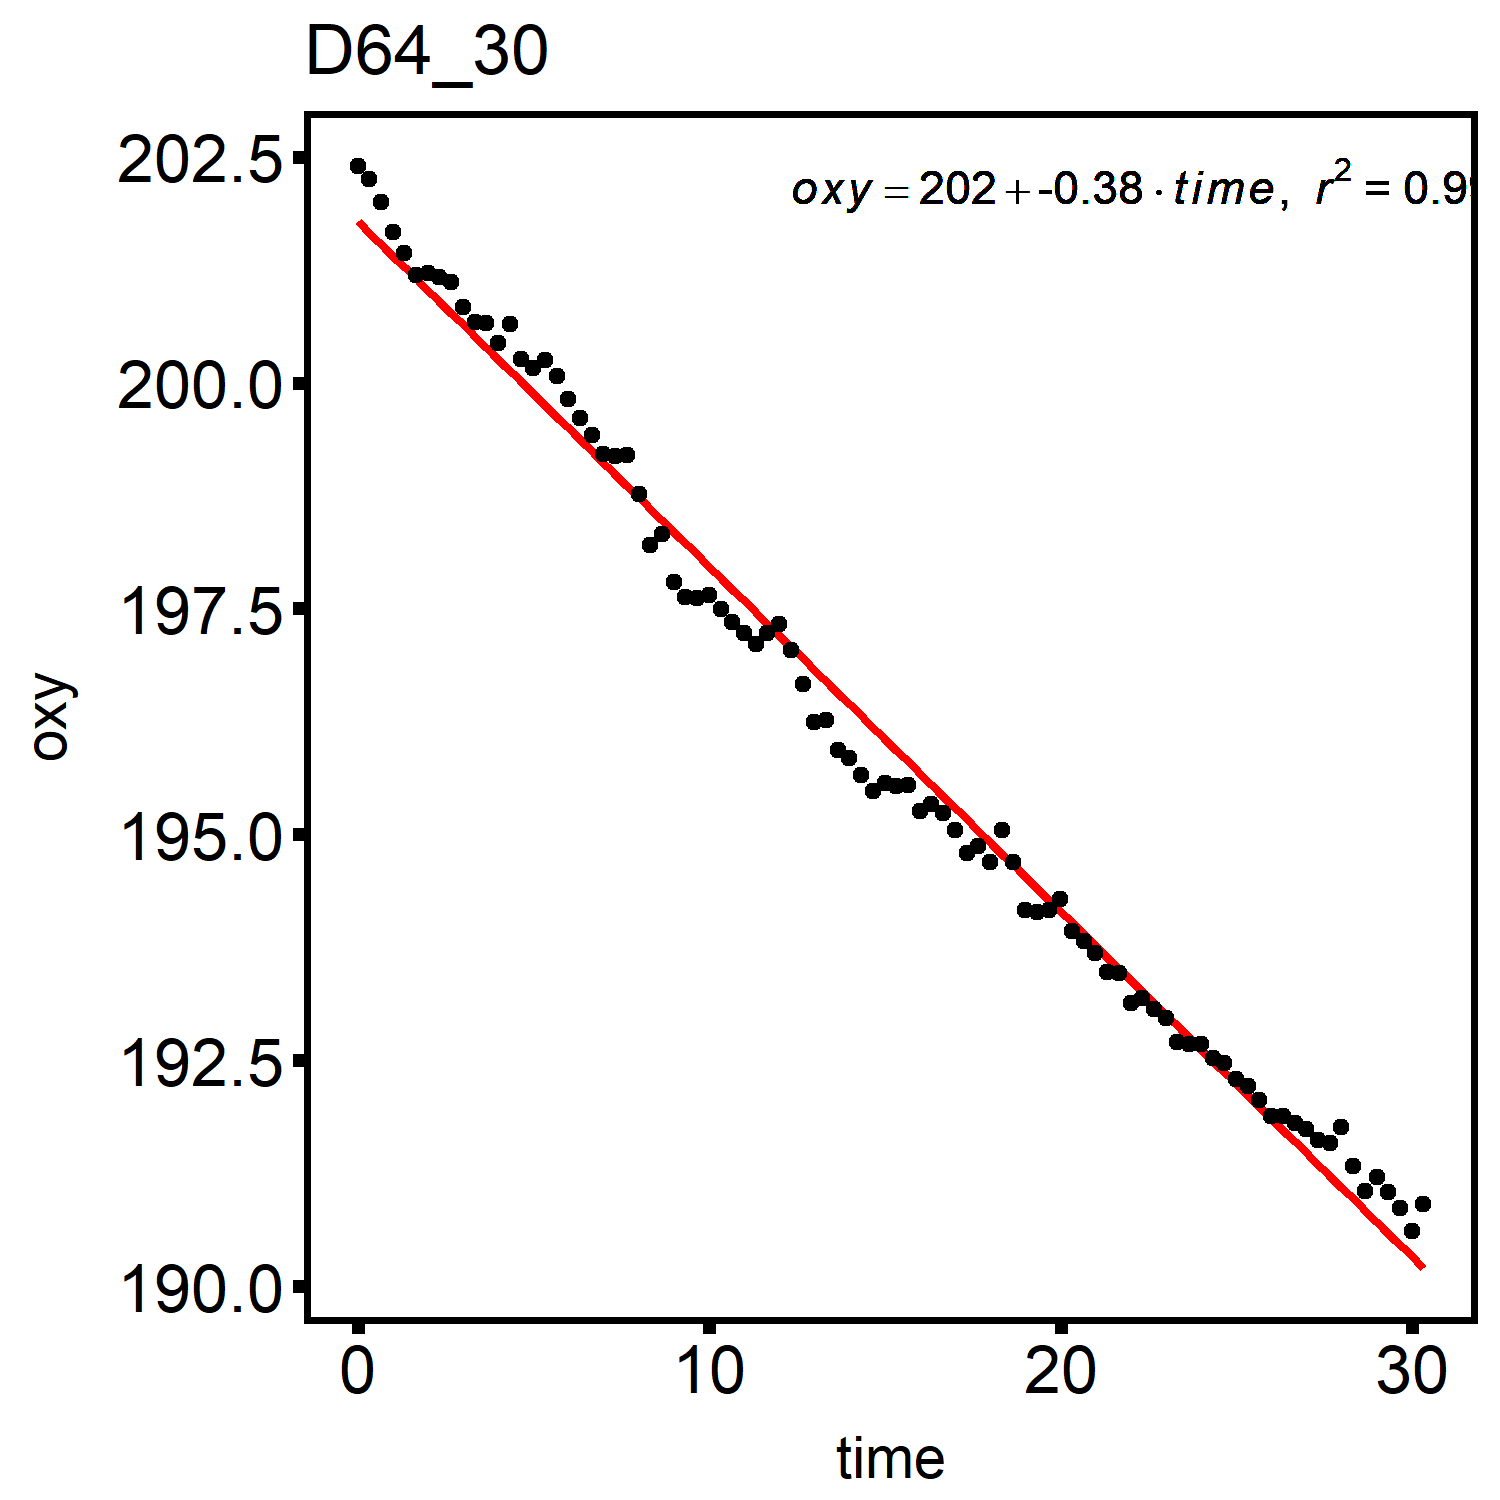 D64_30
oxy = 202 + -0.38 · time, r² = 0.9
202.5
200.0
197.5
195.0
192.5
190.0
oxy
0 10 20 30
time